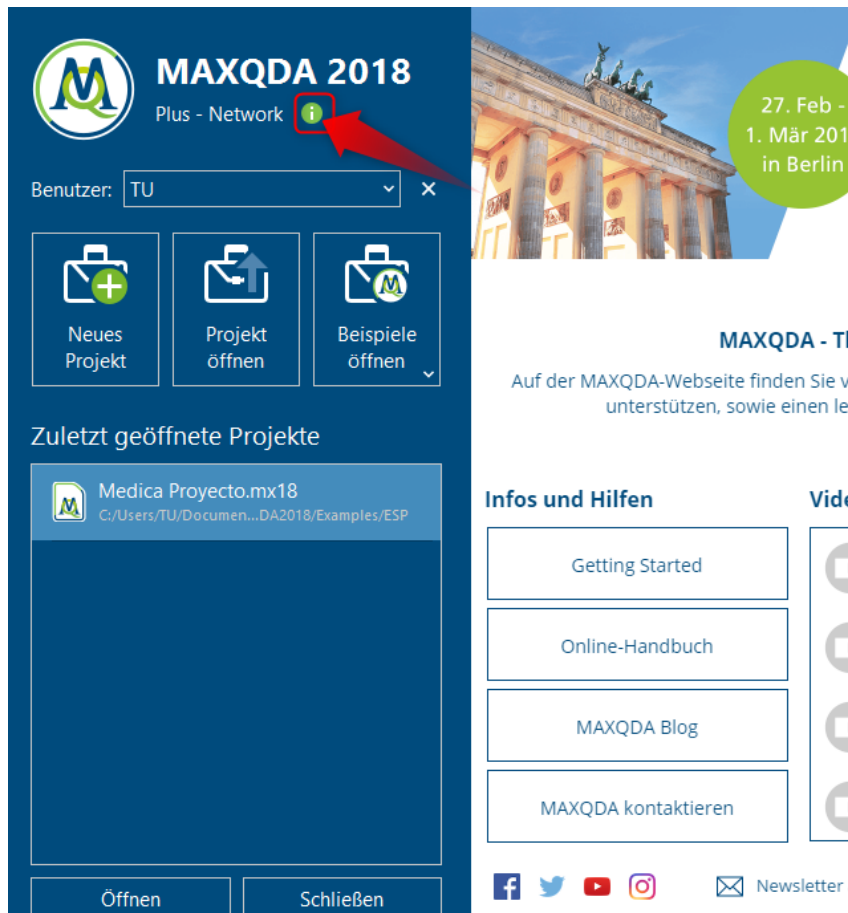 MAXQDA 2018
Plus - Network
Benutzer: TU
Neues
Projekt
Projekt
öffnen
Beispiele
öffnen
Zuletzt geöffnete Projekte
Medica Proyecto.mx18
C:/Users/TU/Documen...DA2018/Examples/ESP
Öffnen
Schließen
27. Feb -
1. Mär 201
in Berlin
MAXQDA - Th
Auf der MAXQDA-Webseite finden Sie v
unterstützen, sowie einen le
Infos und Hilfen
Getting Started
Online-Handbuch
MAXQDA Blog
MAXQDA kontaktieren
Vide
Newsletter